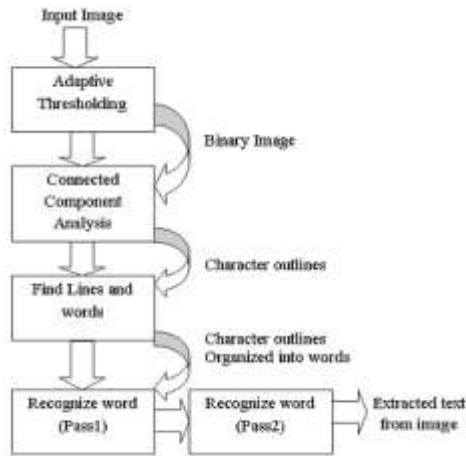 Input Image
Adaptive
Thresholding
Binary Image
Connected
Component
Analysis
Character outlines
Find Lines and
words
Character outlines
Organized into words
Recognize word
(Pass1)
Recognize word
(Pass2)
Extracted text
from image